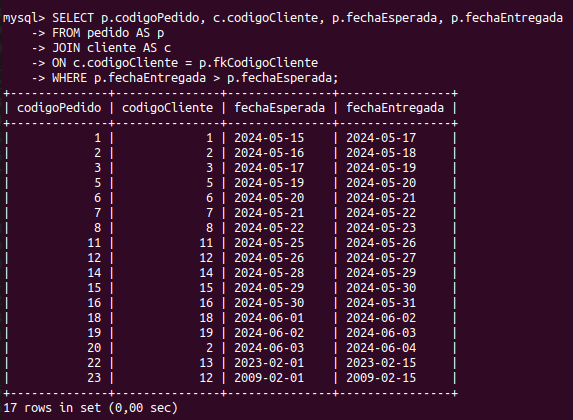 mysql> SELECT p.codigoPedido, c.codigoCliente, p.fechaEsperada, p.fechaEntregada
    -> FROM pedido AS p
    -> JOIN cliente AS c
    -> ON c.codigoCliente = p.fkCodigoCliente
    -> WHERE p.fechaEntregada > p.fechaEsperada;
+--------------+---------------+---------------+----------------+
| codigoPedido | codigoCliente | fechaEsperada | fechaEntregada |
+--------------+---------------+---------------+----------------+
|            1 |             1 | 2024-05-15    | 2024-05-17     |
|            2 |             2 | 2024-05-16    | 2024-05-18     |
|            3 |             3 | 2024-05-17    | 2024-05-19     |
|            5 |             5 | 2024-05-19    | 2024-05-20     |
|            6 |             6 | 2024-05-20    | 2024-05-21     |
|            7 |             7 | 2024-05-21    | 2024-05-22     |
|            8 |             8 | 2024-05-22    | 2024-05-23     |
|           11 |            11 | 2024-05-25    | 2024-05-26     |
|           12 |            12 | 2024-05-26    | 2024-05-27     |
|           14 |            14 | 2024-05-28    | 2024-05-29     |
|           15 |            15 | 2024-05-29    | 2024-05-30     |
|           16 |            16 | 2024-05-30    | 2024-05-31     |
|           18 |            18 | 2024-06-01    | 2024-06-02     |
|           19 |            19 | 2024-06-02    | 2024-06-03     |
|           20 |             2 | 2024-06-03    | 2024-06-04     |
|           22 |            13 | 2023-02-01    | 2023-02-15     |
|           23 |            12 | 2009-02-01    | 2009-02-15     |
+--------------+---------------+---------------+----------------+
17 rows in set (0,00 sec)